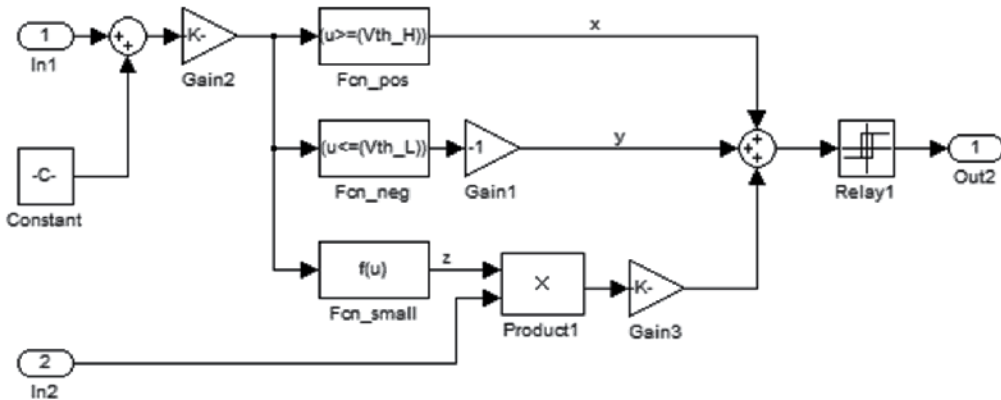 1
In1
-K-
Gain2
(u>=(Vth_H))
Fcn_pos
x
-C-
Constant
(u<=(Vth_L))
Fcn_neg
-1
Gain1
y
Relay1
1
Out2
f(u)
Fcn_small
z
×
Product1
-K-
Gain3
2
In2